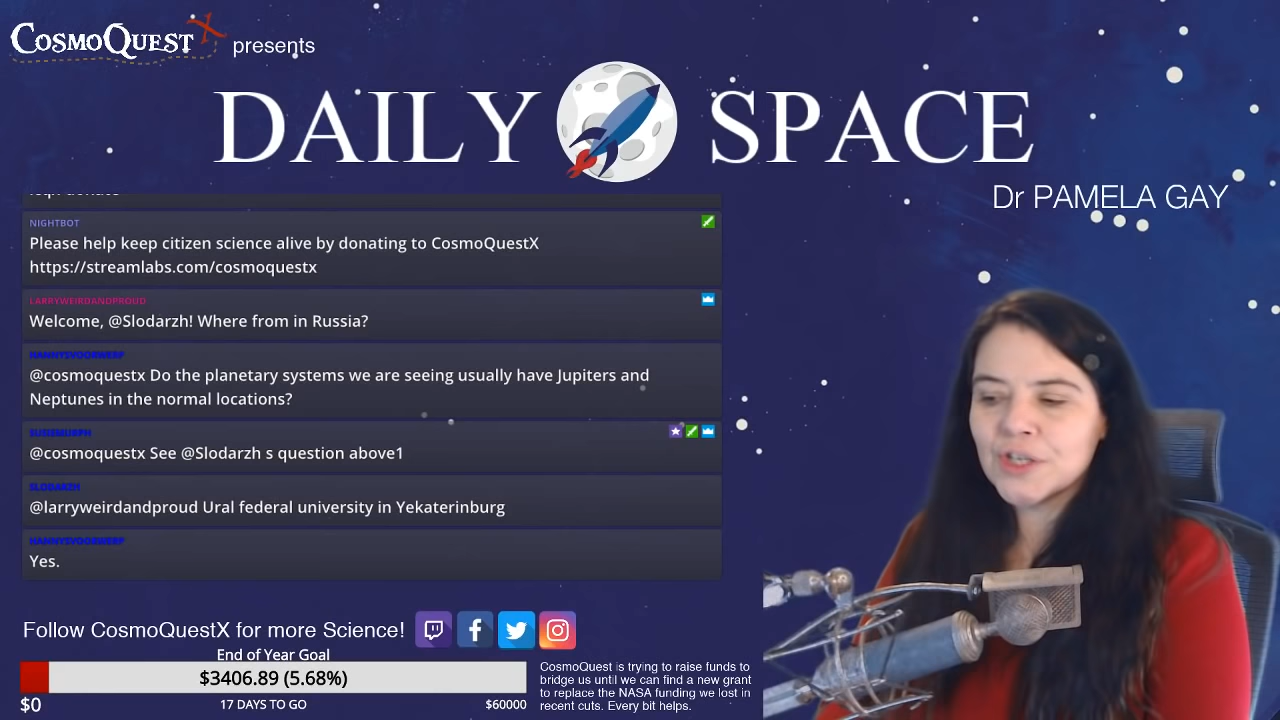 COSMOQUEST X presents
DAILY SPACE
Dr PAMELA GAY
NIGHTBOT
Please help keep citizen science alive by donating to CosmoQuestX
https://streamlabs.com/cosmoquestx
LARRYWEIRDANDPROUD
Welcome, @Slodarzh! Where from in Russia?
HANNYSVOORWERP
@cosmoquestx Do the planetary systems we are seeing usually have Jupiters and
Neptunes in the normal locations?
@cosmoquestx See @Slodarzh s question above1
SLODARZH
@larryweirdandproud Ural federal university in Yekaterinburg
HANNYSVOORWERP
Yes.
Follow CosmoQuestX for more Science!
End of Year Goal
$3406.89 (5.68%)
$0
17 DAYS TO GO
$60000
CosmoQuest is trying to raise funds to
bridge us until we can find a new grant
to replace the NASA funding we lost in
recent cuts. Every bit helps.